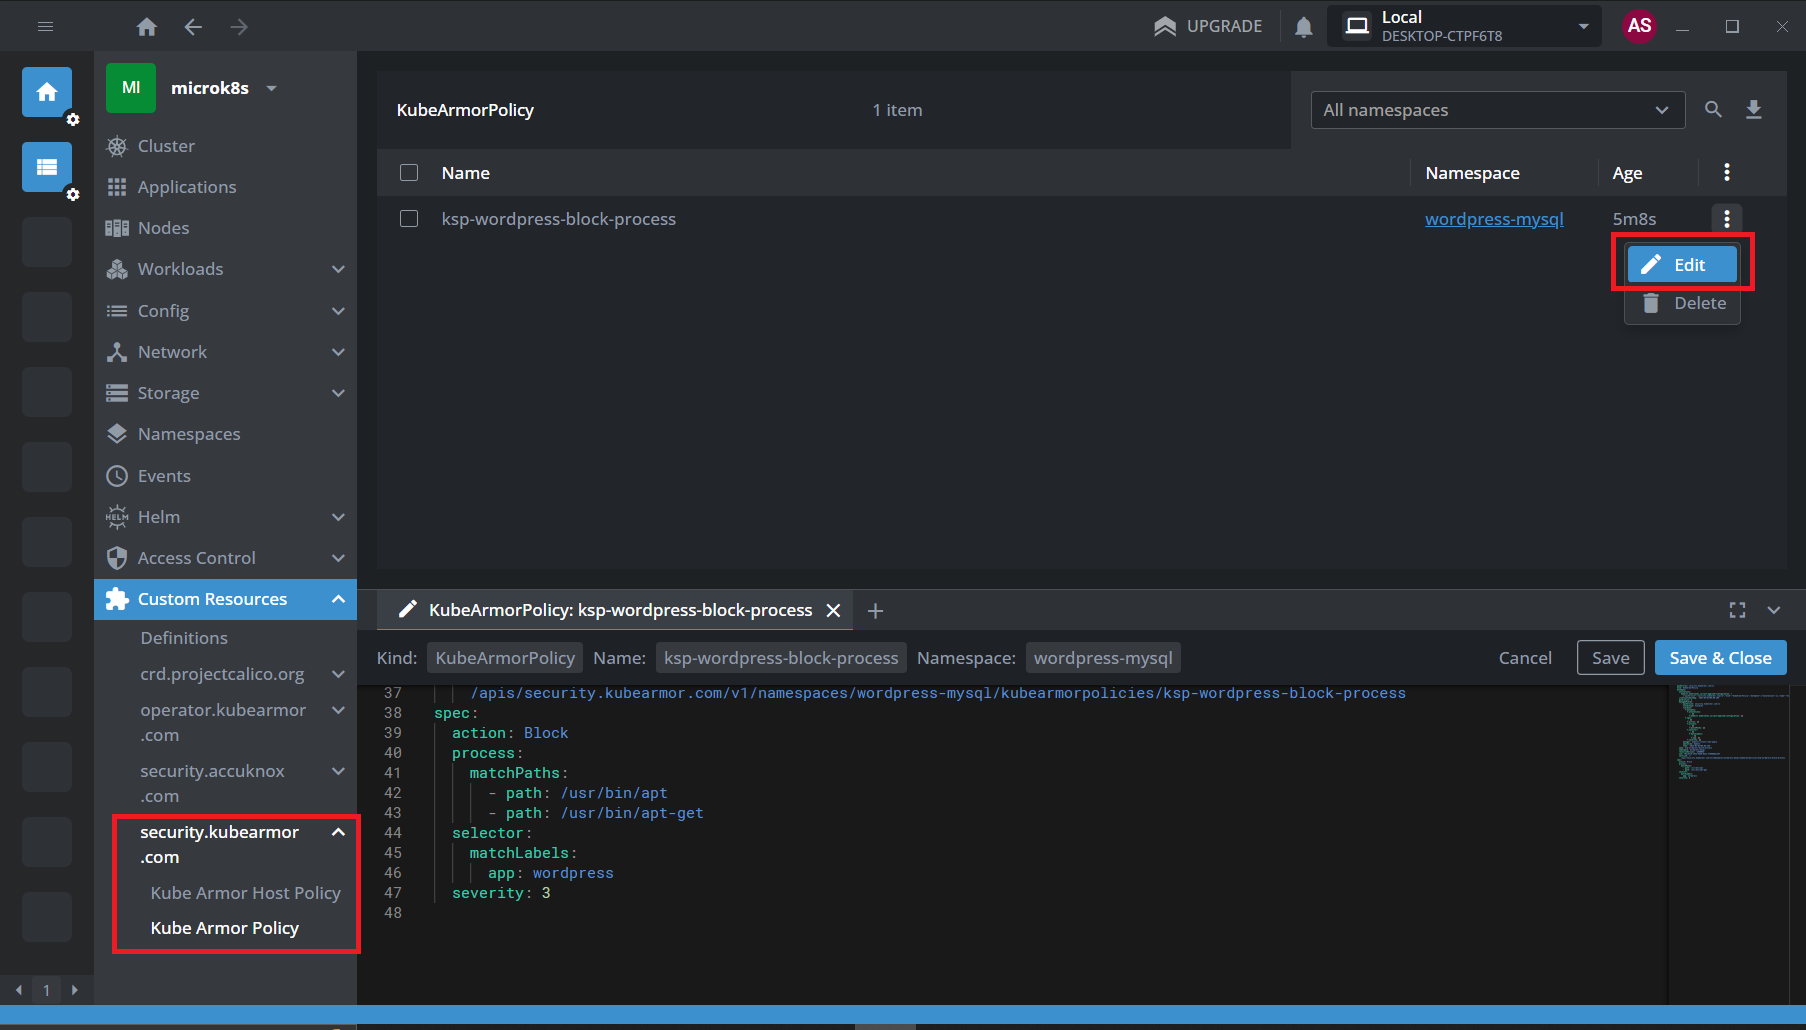 UPGRADE
Local
DESKTOP-CTPF6T8
AS
MI
microk8s
Cluster
Applications
Nodes
Workloads
Config
Network
Storage
Namespaces
Events
HELM
Helm
Access Control
Custom Resources
Definitions
crd.projectcalico.org
operator.kubearmor
.com
security.accuknox
.com
security.kubearmor
.com
Kube Armor Host Policy
Kube Armor Policy
1
KubeArmorPolicy
1 item
All namespaces
Name
Namespace
Age
ksp-wordpress-block-process
wordpress-mysql
5m8s
Edit
Delete
KubeArmorPolicy: ksp-wordpress-block-process
Kind: KubeArmorPolicy Name: ksp-wordpress-block-process Namespace: wordpress-mysql
Cancel
Save
Save & Close
37 /apis/security.kubearmor.com/v1/namespaces/wordpress-mysql/kubearmorpolicies/ksp-wordpress-block-process
38 spec:
39 action: Block
40 process:
41 matchPaths:
42 - path: /usr/bin/apt
43 - path: /usr/bin/apt-get
44 selector:
45 matchLabels:
46 app: wordpress
47 severity: 3
48